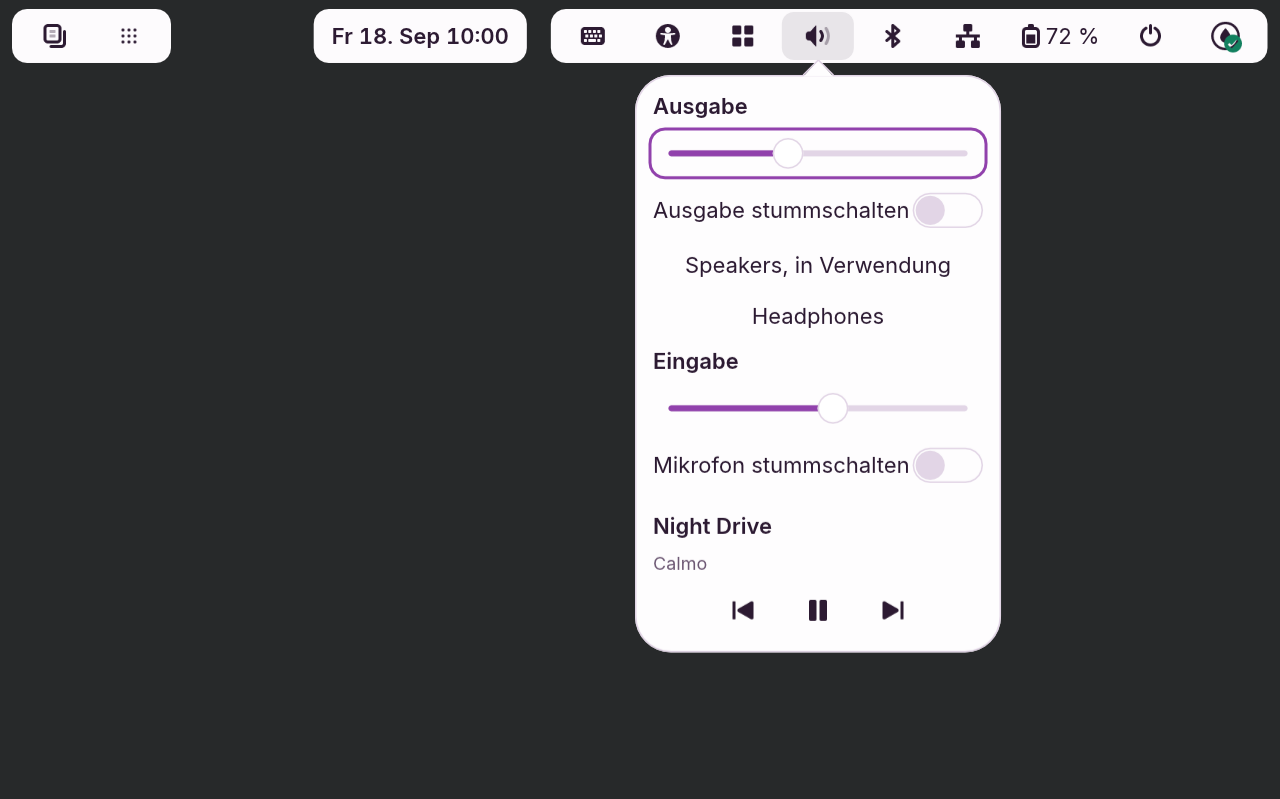 Fr 18. Sep 10:00
72 %
Ausgabe
Ausgabe stummschalten
Speakers, in Verwendung
Headphones
Eingabe
Mikrofon stummschalten
Night Drive
Calmo